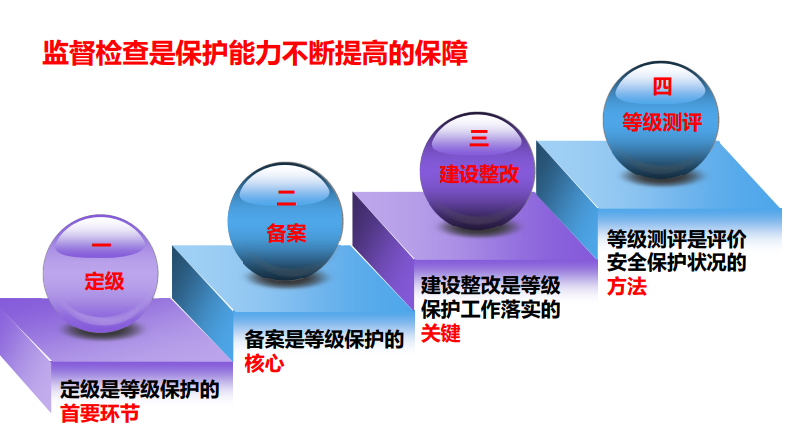 监督检查是保护能力不断提高的保障
一
定级
定级是等级保护的
首要环节
二
备案
备案是等级保护的
核心
三
建设整改
建设整改是等级
保护工作落实的
关键
四
等级测评
等级测评是评价
安全保护状况的
方法